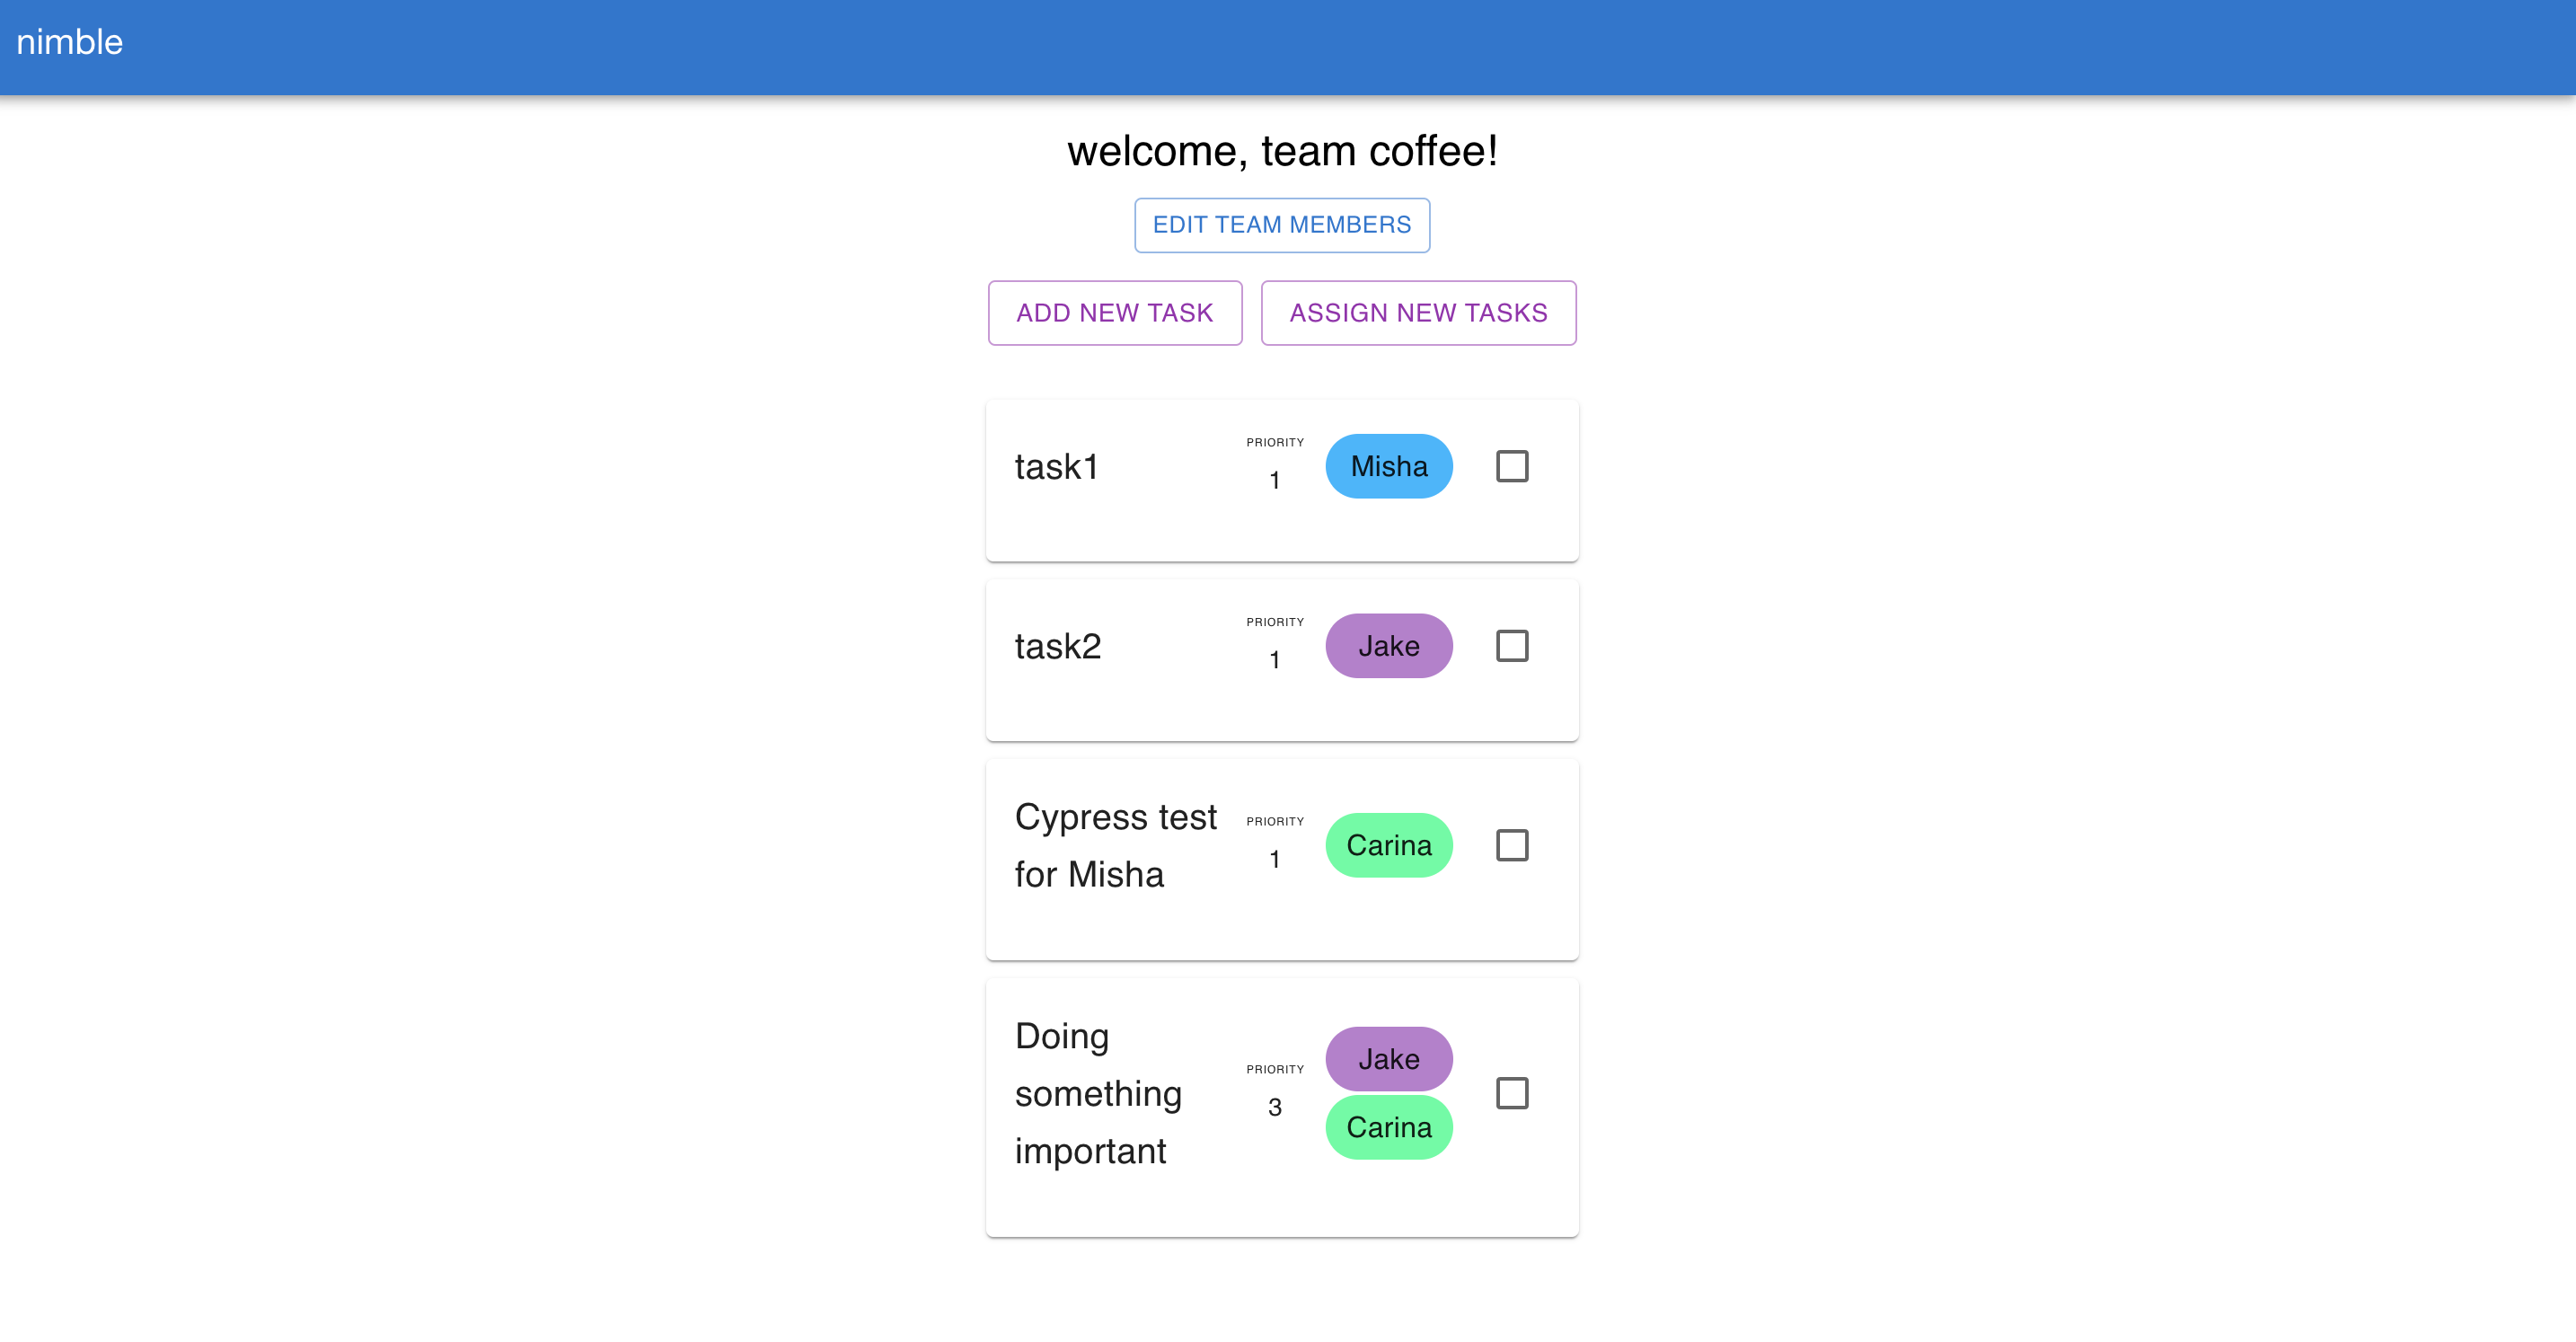 nimble
welcome, team coffee!
EDIT TEAM MEMBERS
ADD NEW TASK
ASSIGN NEW TASKS
task1
PRIORITY
1
Misha
task2
PRIORITY
1
Jake
Cypress test
for Misha
PRIORITY
1
Carina
Doing
something
important
PRIORITY
3
Jake
Carina